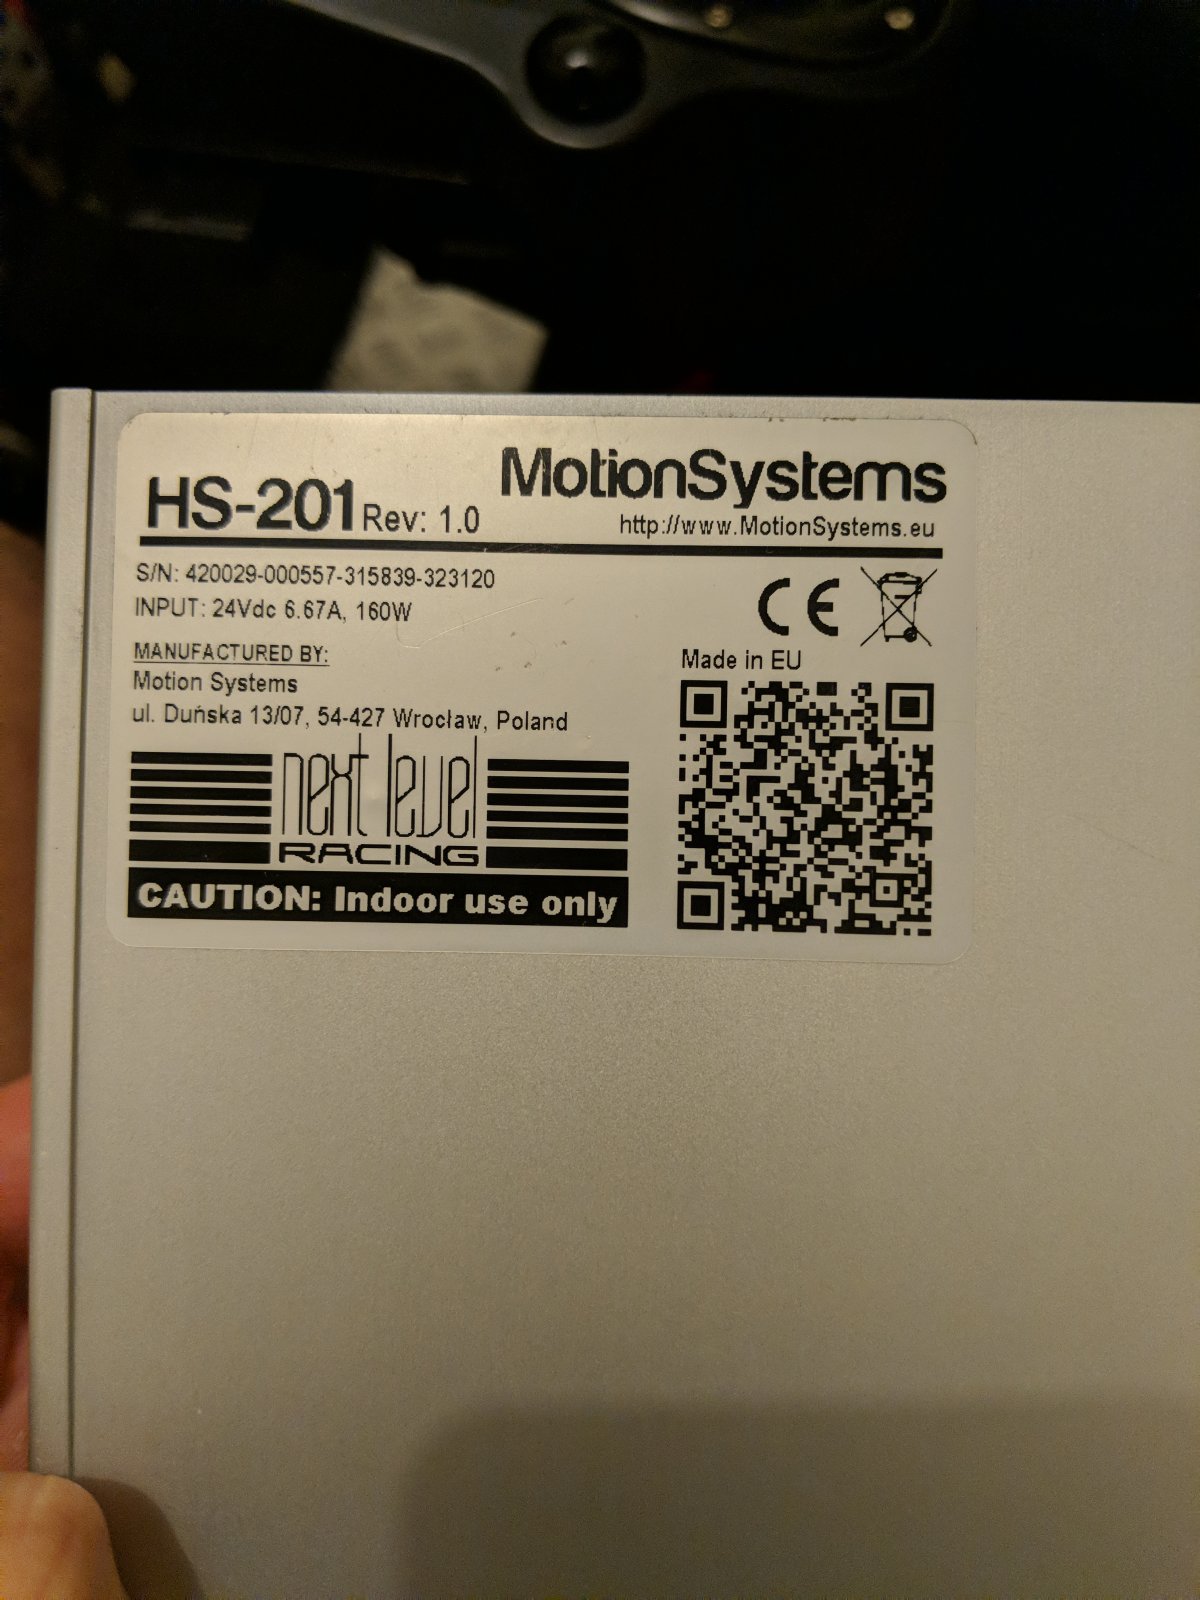 MotionSystems
HS-201 Rev: 1.0
http://www.MotionSystems.eu
S/N: 420029-000557-315839-323120
INPUT: 24Vdc 6.67A, 160W
CE
MANUFACTURED BY:
Motion Systems
ul. Duńska 13/07, 54-427 Wrocław, Poland
Made in EU
next level
RACING
CAUTION: Indoor use only